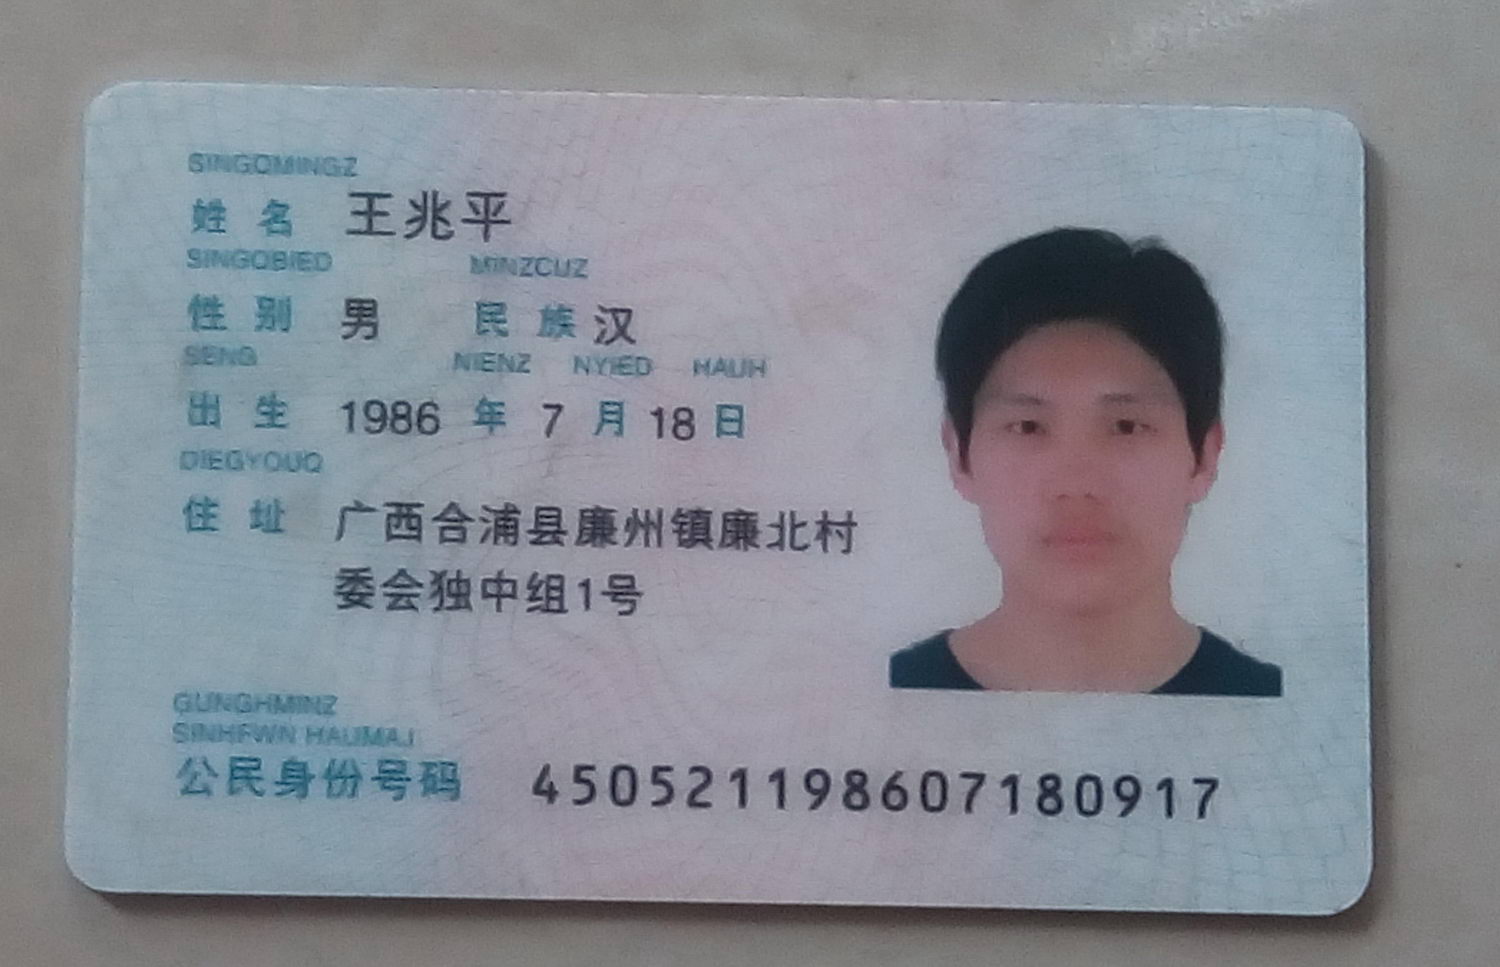 SINGQMINGZ
姓 名 王兆平
SINGQBIED MINZCUZ
性 别 男 民 族 汉
SENG NIENZ NYIED HAUH
出 生 1986 年 7 月 18 日
DIEGYOUQ
住 址 广西合浦县廉州镇廉北村
委会独中组1号
GUNGHMINZ
SINHFWN HAUMAJ
公民身份号码 450521198607180917